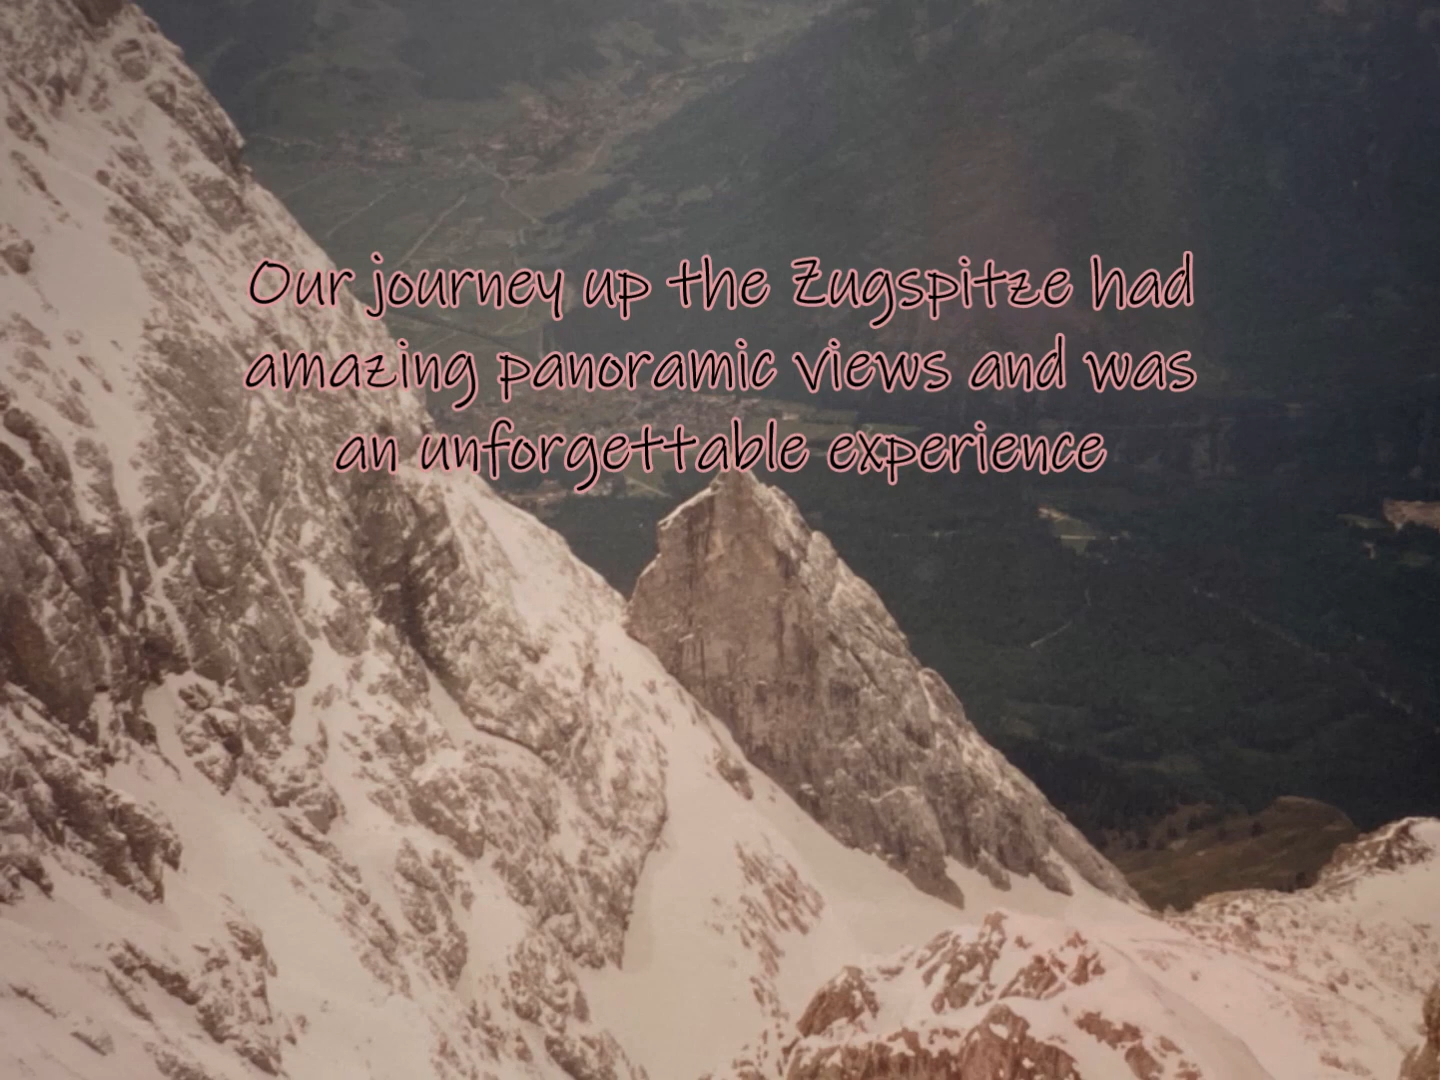 Our journey up the Zugspitze had
amazing panoramic views and was
an unforgettable experience